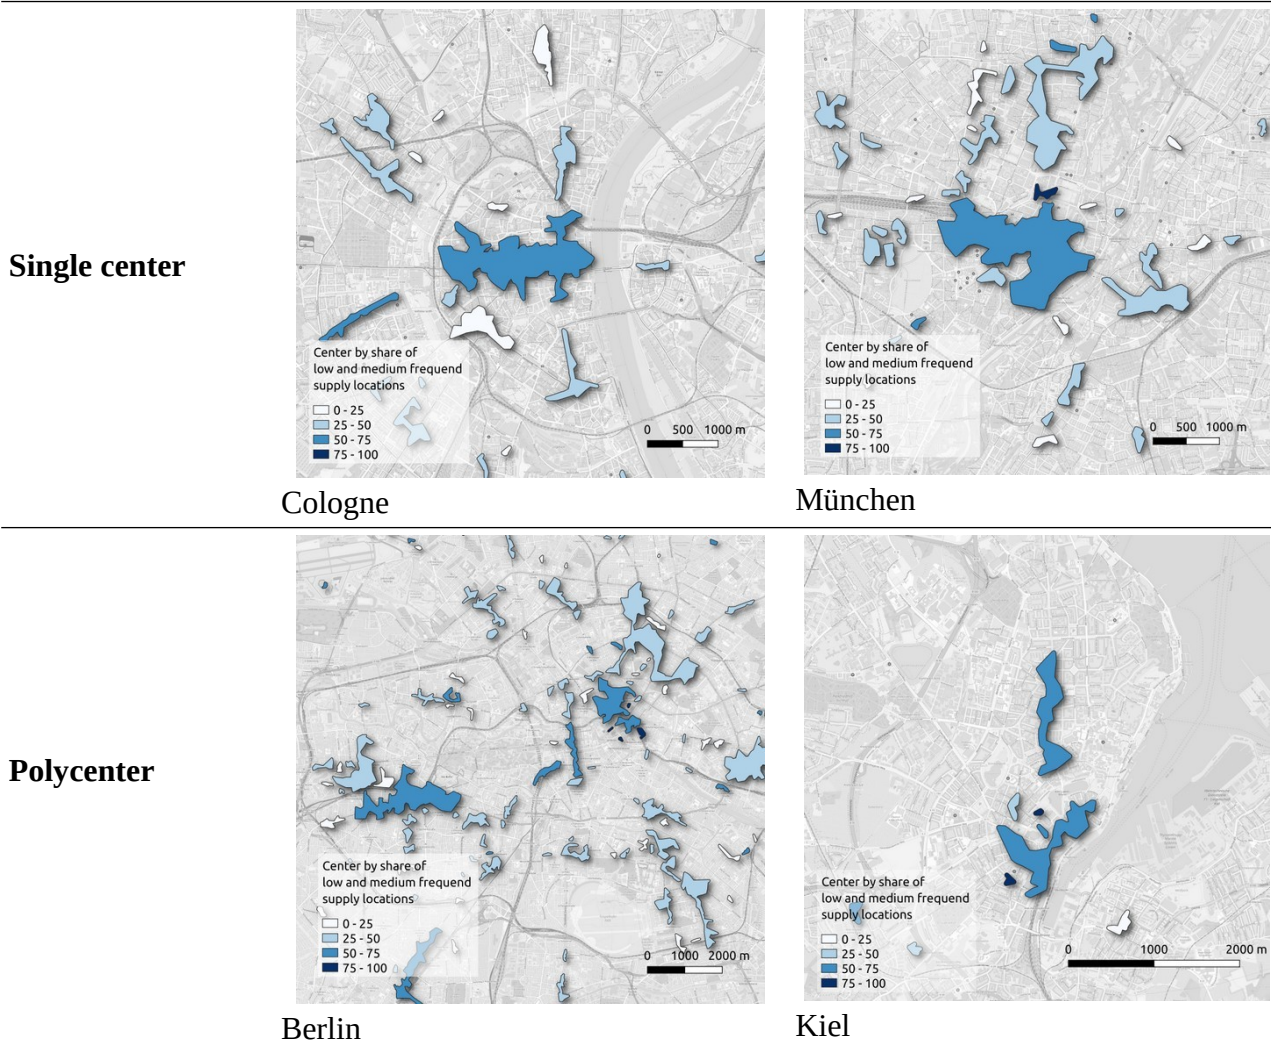 Single center
Center by share of
low and medium frequend
supply locations
0 - 25
25 - 50
50 - 75
75 - 100
0 500 1000 m
Cologne
Center by share of
low and medium frequend
supply locations
0 - 25
25 - 50
50 - 75
75 - 100
0 500 1000 m
München
Polycenter
Center by share of
low and medium frequend
supply locations
0 - 25
25 - 50
50 - 75
75 - 100
0 1000 2000 m
Berlin
Center by share of
low and medium frequend
supply locations
0 - 25
25 - 50
50 - 75
75 - 100
0 1000 2000 m
Kiel